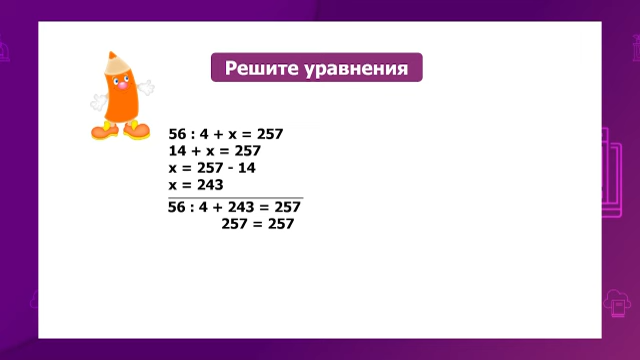 Решите уравнения
56 : 4 + х = 257
14 + х = 257
х = 257 - 14
х = 243
56 : 4 + 243 = 257
257 = 257